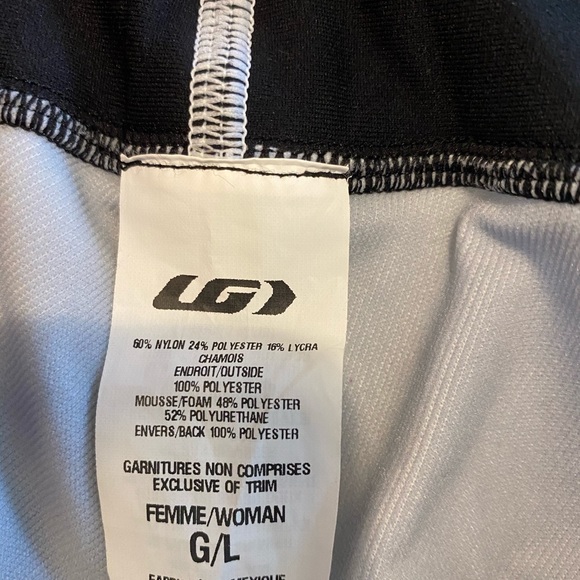 LG
60% NYLON 24% POLYESTER 16% LYCRA
CHAMOIS
ENDROIT/OUTSIDE
100% POLYESTER
MOUSSE/FOAM 48% POLYESTER
52% POLYURETHANE
ENVERS/BACK 100% POLYESTER
GARNITURES NON COMPRISES
EXCLUSIVE OF TRIM
FEMME/WOMAN
G/L